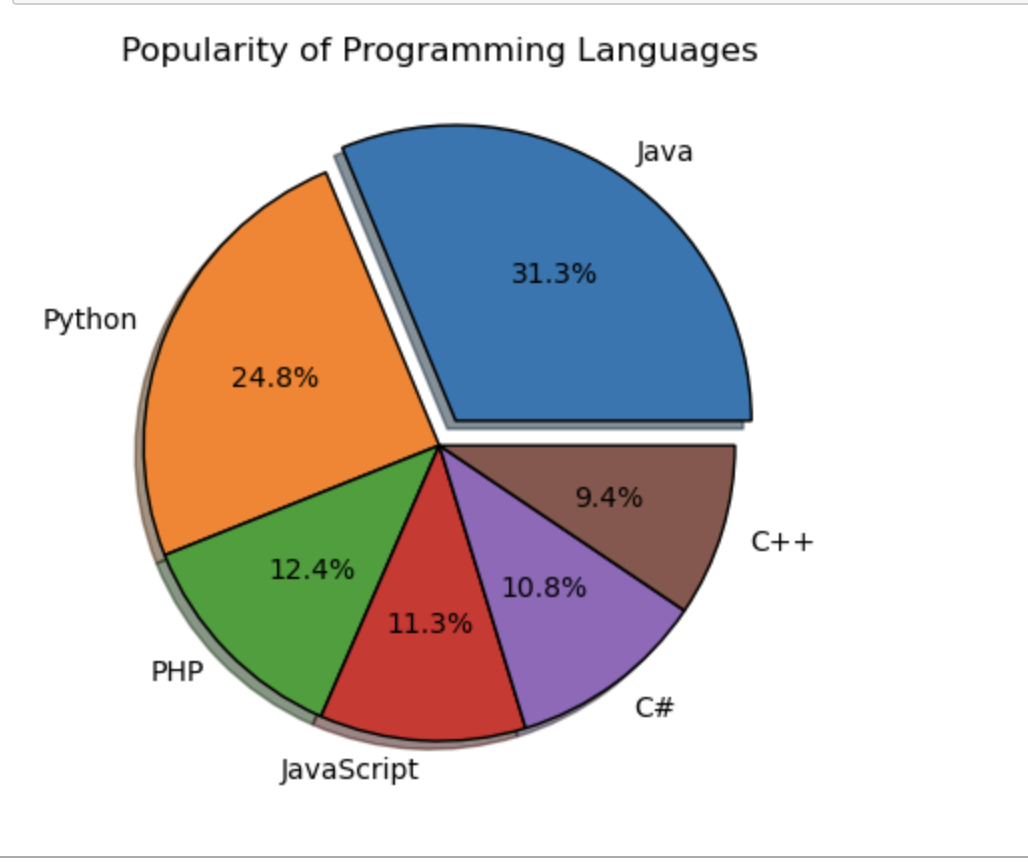 Popularity of Programming Languages
Java
31.3%
Python
24.8%
9.4%
C++
12.4%
10.8%
11.3%
PHP
C#
JavaScript